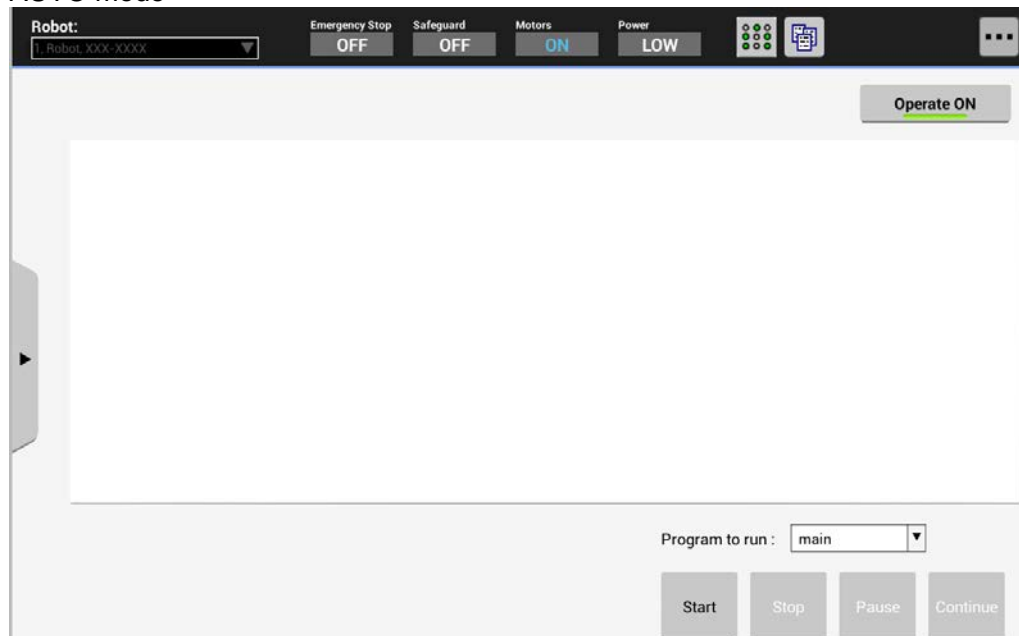 Robot:
Emergency Stop Safeguard Motors Power
1, Robot, XXX-XXXX OFF OFF ON LOW
Operate ON
Program to run : main
Start Stop Pause Continue